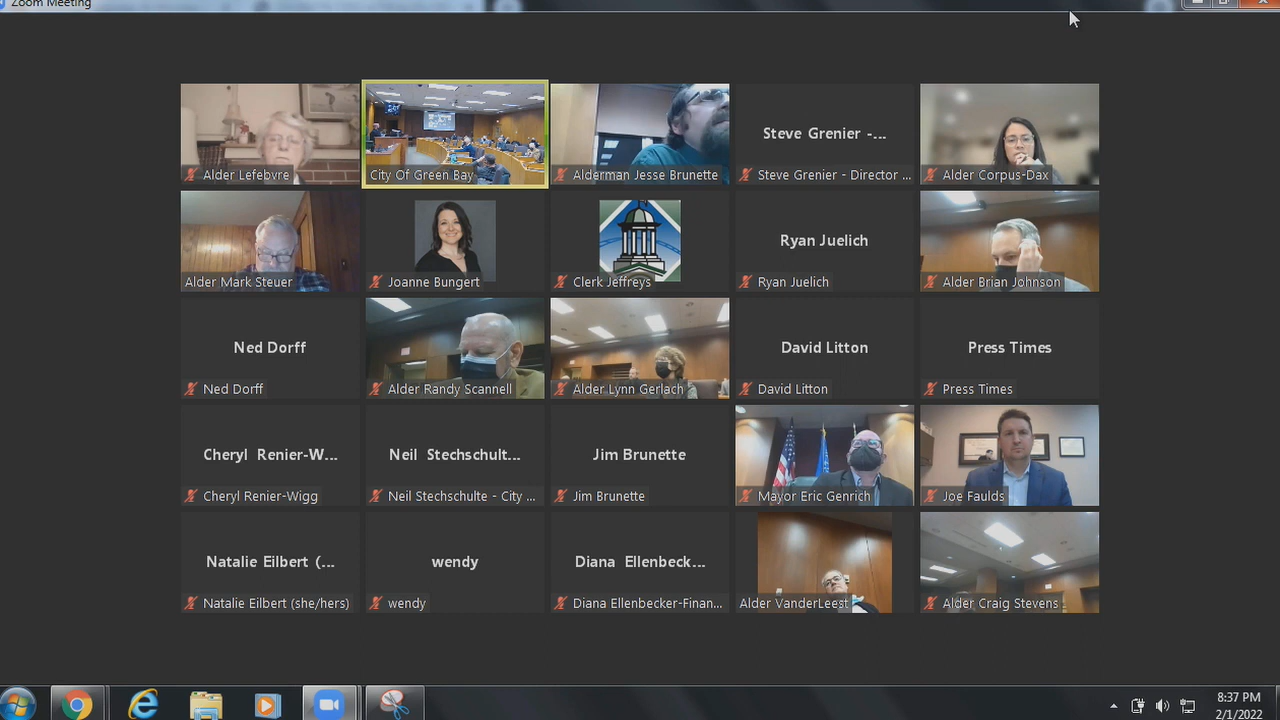 Zoom Meeting
Alder Lefebvre
City Of Green Bay
Alderman Jesse Brunette
Steve Grenier -...
Steve Grenier - Director ...
Alder Corpus-Dax
Alder Mark Steuer
Joanne Bungert
Clerk Jeffreys
Ryan Juelich
Ryan Juelich
Alder Brian Johnson
Ned Dorff
Ned Dorff
Alder Randy Scannell
Alder Lynn Gerlach
David Litton
David Litton
Press Times
Press Times
Cheryl Renier-W...
Cheryl Renier-Wigg
Neil Stechschult...
Neil Stechschulte - City ...
Jim Brunette
Jim Brunette
Mayor Eric Genrich
Joe Faulds
Natalie Eilbert (...
Natalie Eilbert (she/hers)
wendy
wendy
Diana Ellenbeck...
Diana Ellenbecker-Finan...
Alder VanderLeest
Alder Craig Stevens
8:37 PM
2/1/2022